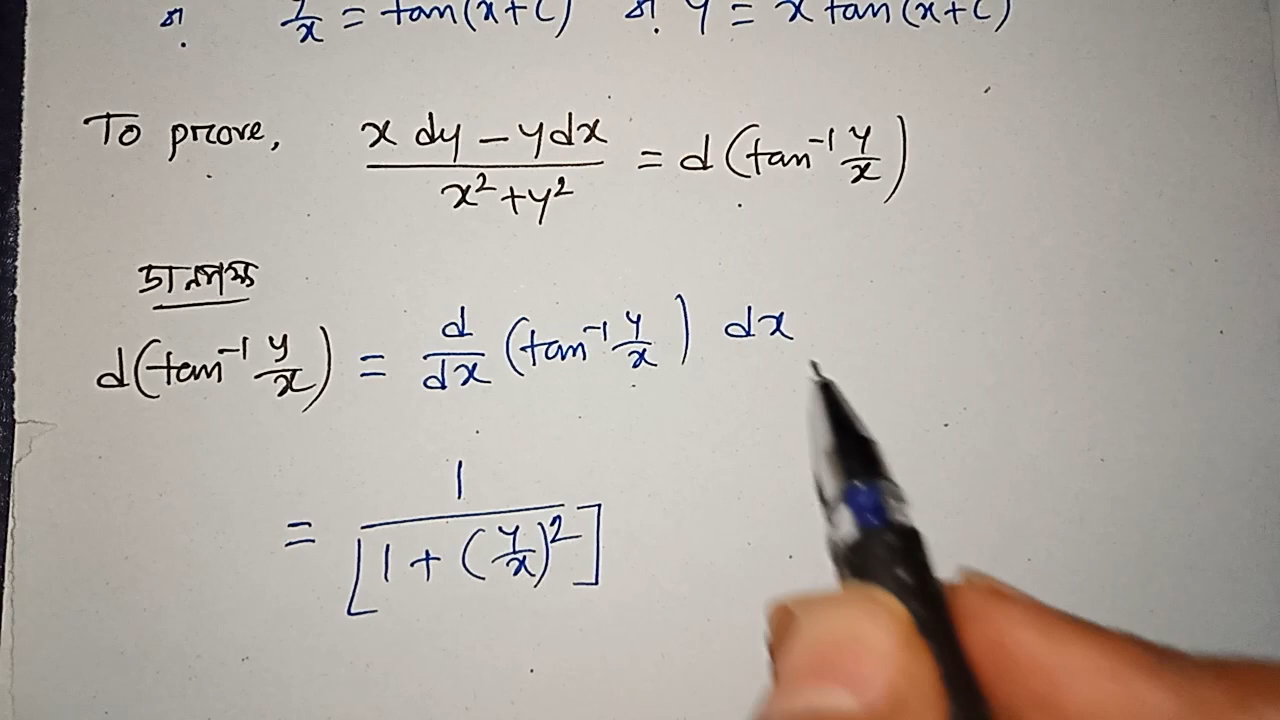 বা, y/x = tan(x+c) বা, y = x tan(x+c)
To prove, (x dy - y dx)/(x² + y²) = d(tan⁻¹ y/x)
ডানপক্ষ
d(tan⁻¹ y/x) = d/dx (tan⁻¹ y/x) dx
= 1/[1 + (y/x)²]